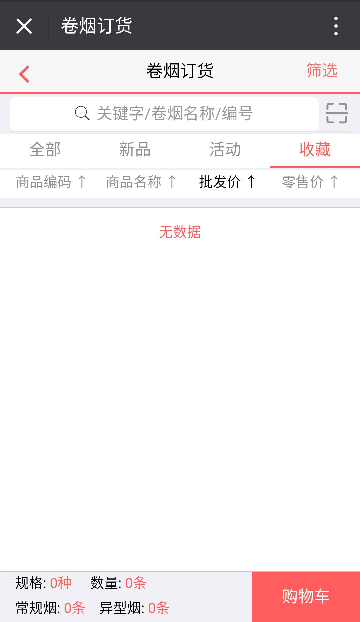 卷烟订货
卷烟订货 筛选
关键字/卷烟名称/编号
全部 新品 活动 收藏
商品编码 ↑ 商品名称 ↑ 批发价 ↑ 零售价 ↑
无数据
规格: 0种 数量: 0条
常规烟: 0条 异型烟: 0条
购物车